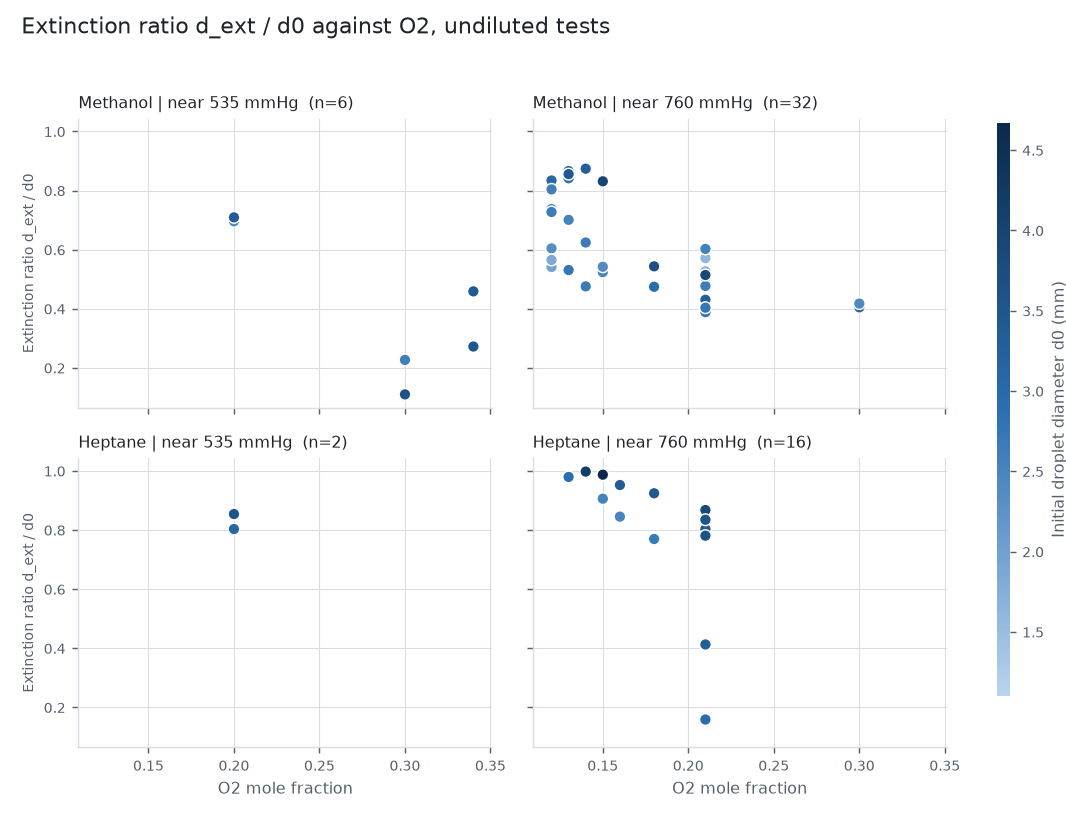 Extinction ratio d_ext / d0 against O2, undiluted tests
Methanol | near 535 mmHg (n=6)
Methanol | near 760 mmHg (n=32)
Extinction ratio d_ext / d0
1.0
0.8
0.6
0.4
0.2
Heptane | near 535 mmHg (n=2)
Heptane | near 760 mmHg (n=16)
Extinction ratio d_ext / d0
1.0
0.8
0.6
0.4
0.2
0.15 0.20 0.25 0.30 0.35
O2 mole fraction
0.15 0.20 0.25 0.30 0.35
O2 mole fraction
4.5
4.0
3.5
3.0
2.5
2.0
1.5
Initial droplet diameter d0 (mm)